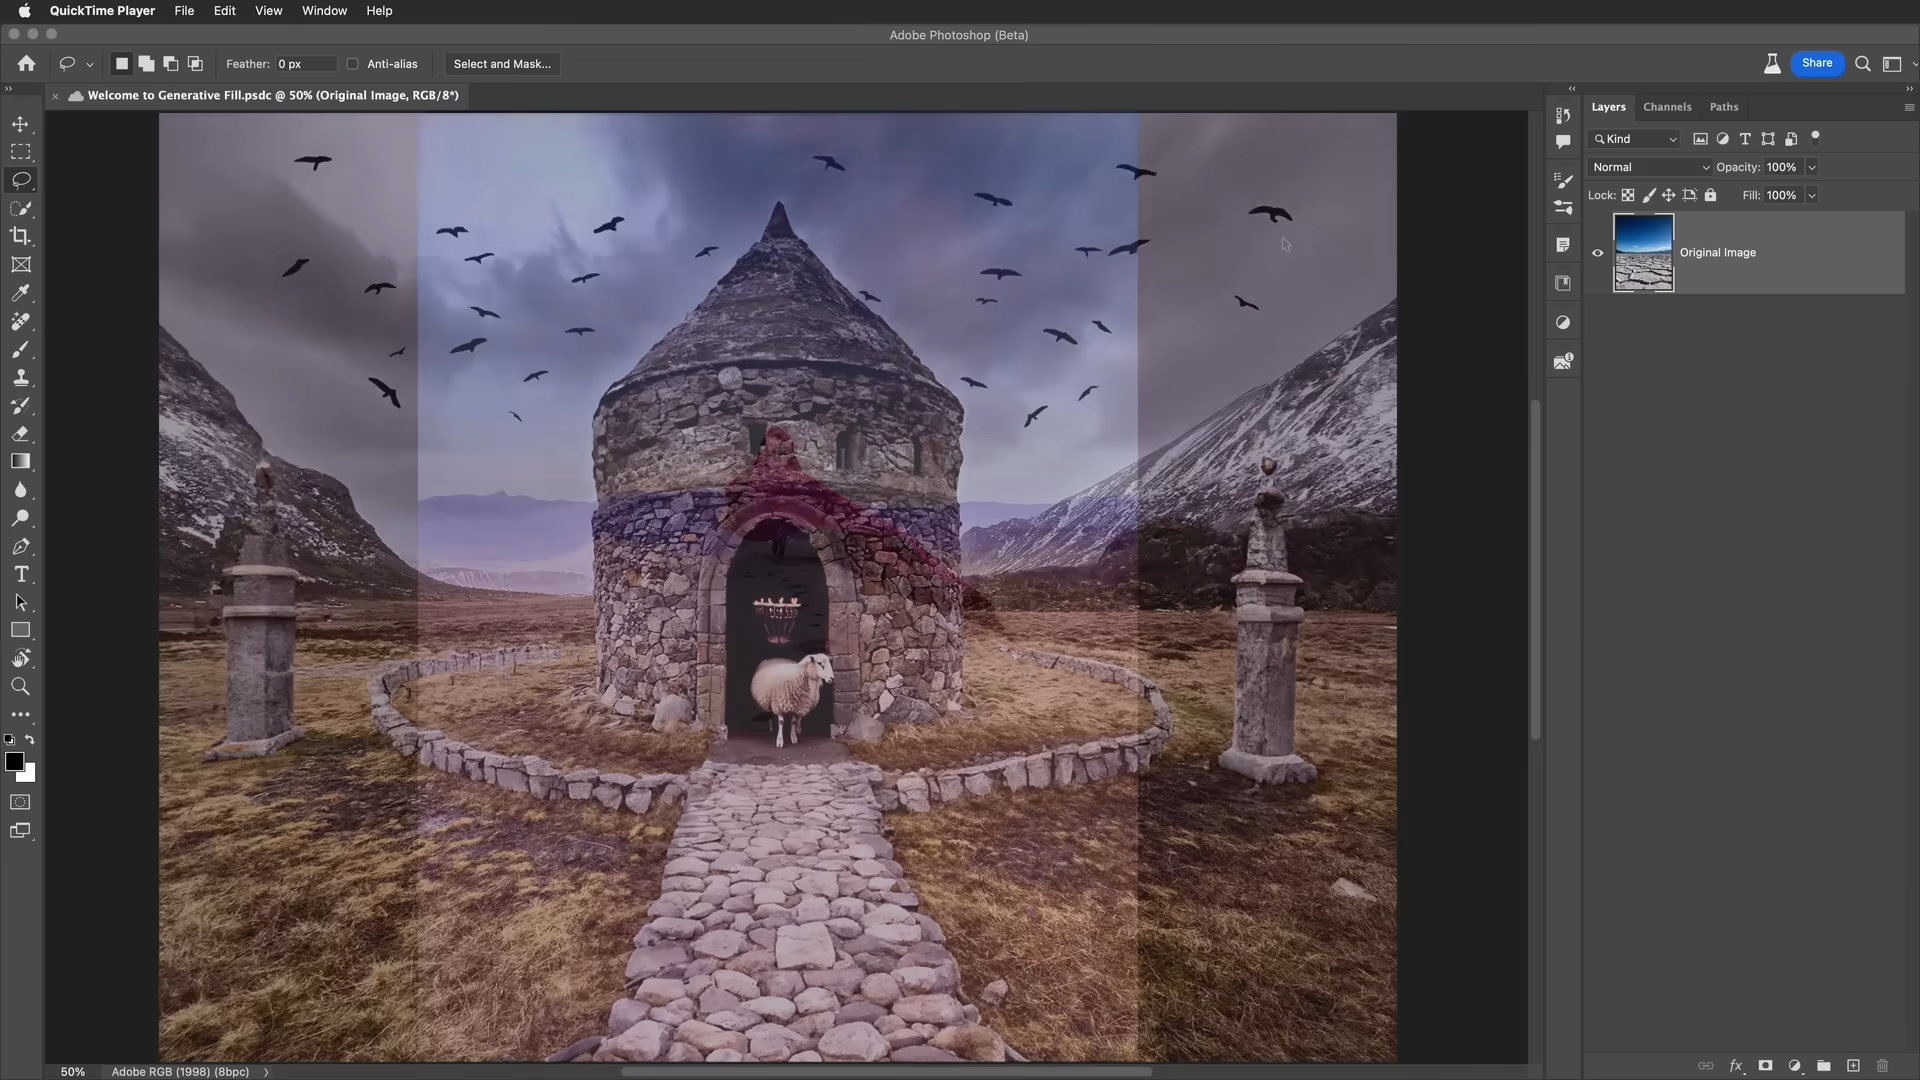 QuickTime Player File Edit View Window Help
Adobe Photoshop (Beta)
Feather: 0 px Anti-alias Select and Mask... Share
Welcome to Generative Fill.psdc @ 50% (Original Image, RGB/8*)
Layers Channels Paths
Kind
Normal Opacity: 100%
Lock: Fill: 100%
Original Image
50% Adobe RGB (1998) (8bpc)